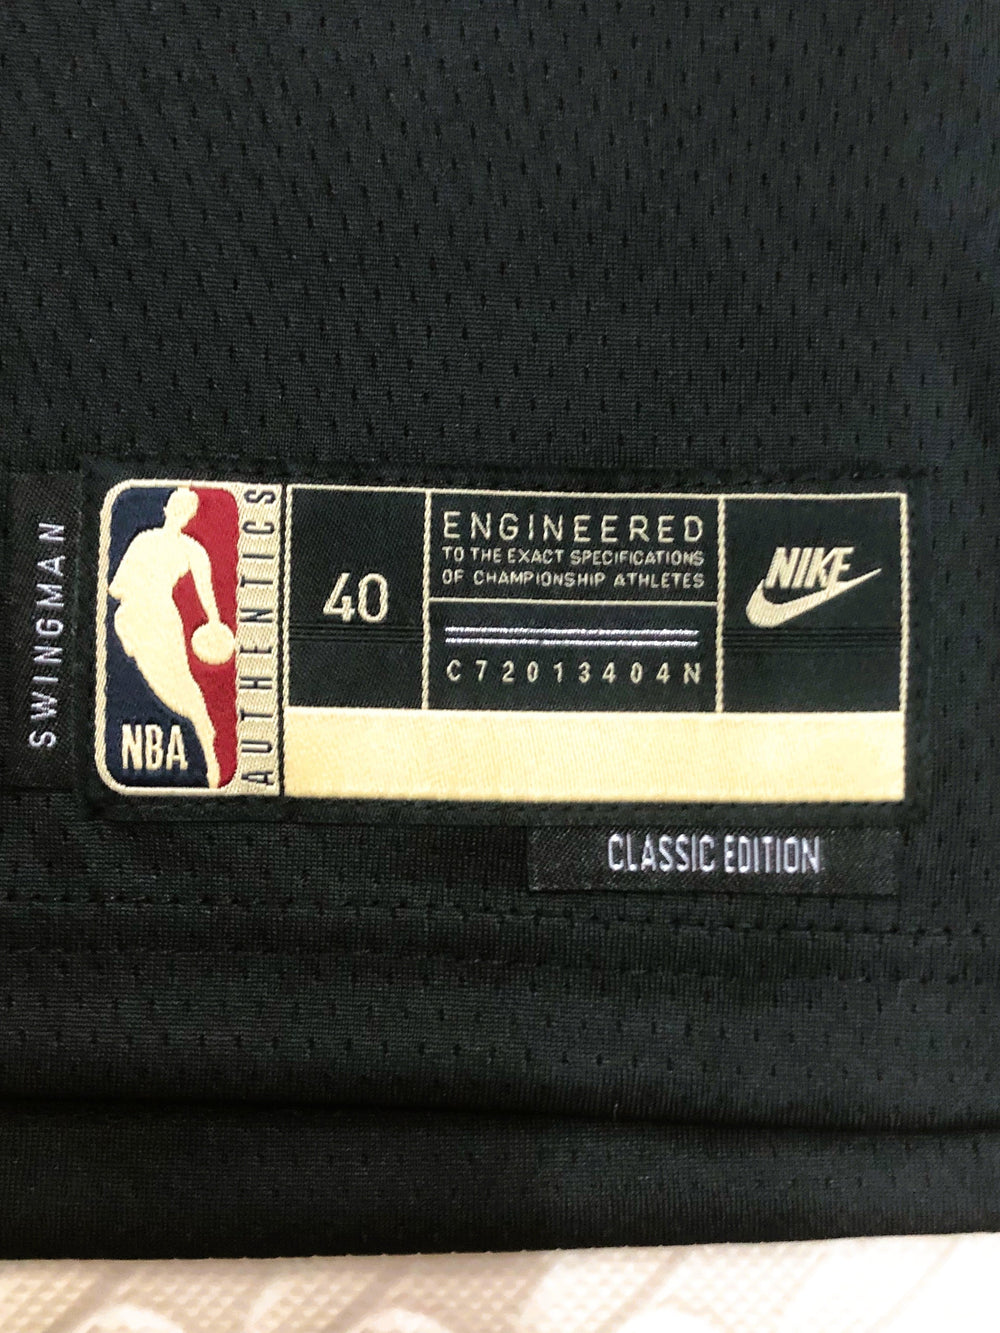 SWINGMAN
NBA
AUTHENTICS
40
ENGINEERED
TO THE EXACT SPECIFICATIONS
OF CHAMPIONSHIP ATHLETES
C72013404N
NIKE
CLASSIC EDITION